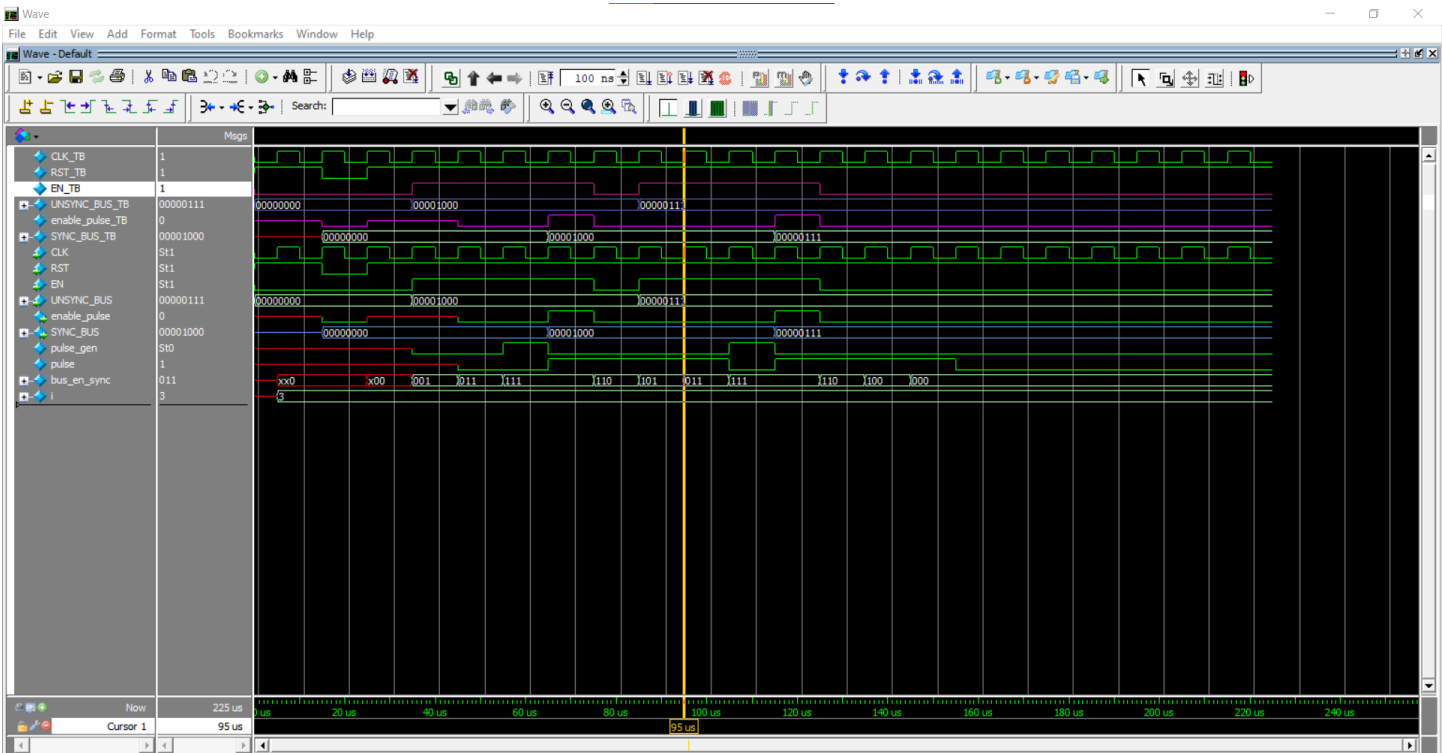 Wave
File Edit View Add Format Tools Bookmarks Window Help
Wave - Default
100 ns
Search:
Msgs
CLK_TB 1
RST_TB 1
EN_TB 1
UNSYNC_BUS_TB 00000111 00000000 00001000 00000111
enable_pulse_TB 0
SYNC_BUS_TB 00001000 00000000 00001000 00000111
CLK St1
RST St1
EN St1
UNSYNC_BUS 00000111 00000000 00001000 00000111
enable_pulse 0
SYNC_BUS 00001000 00000000 00001000 00000111
pulse_gen St0
pulse 1
bus_en_sync 011 xx0 x00 001 011 111 110 101 011 111 110 100 000
i 3 3
Now 225 us
us 20 us 40 us 60 us 80 us 100 us 120 us 140 us 160 us 180 us 200 us 220 us 240 us
Cursor 1 95 us 95 us